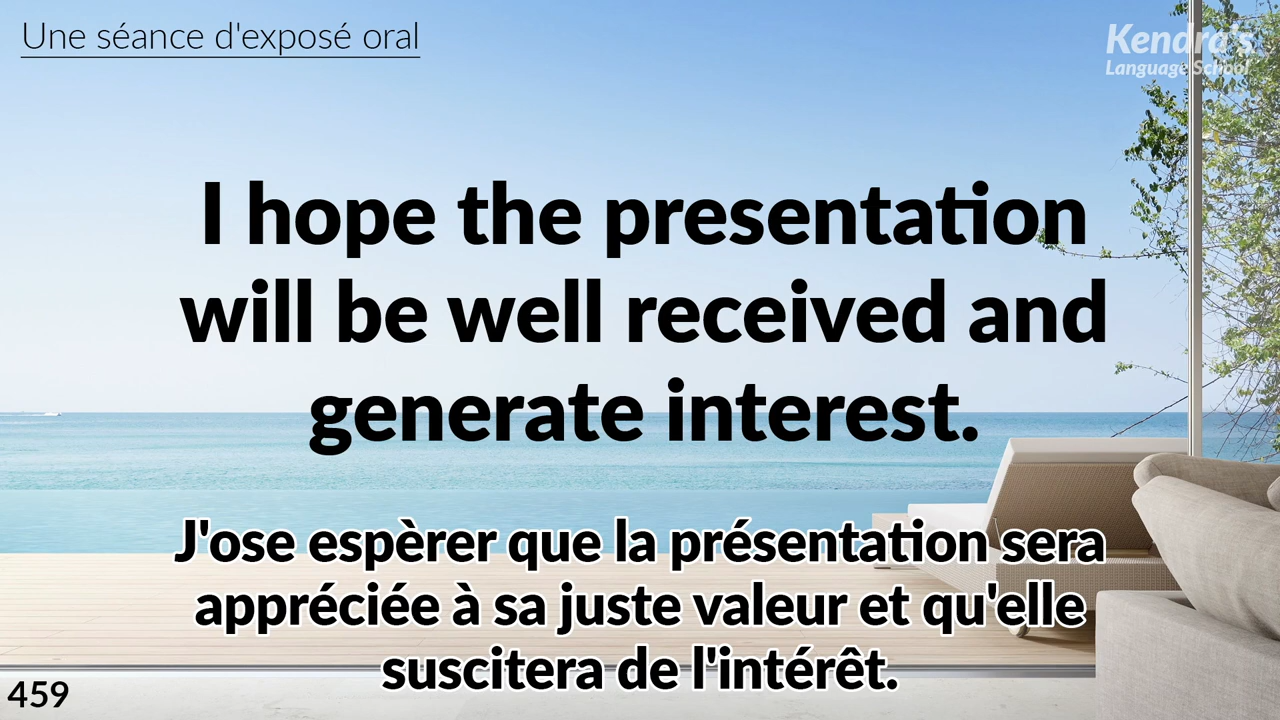 Une séance d'exposé oral
Kendra's
Language School
I hope the presentation
will be well received and
generate interest.
J'ose espèrer que la présentation sera
appréciée à sa juste valeur et qu'elle
suscitera de l'intérêt.
459